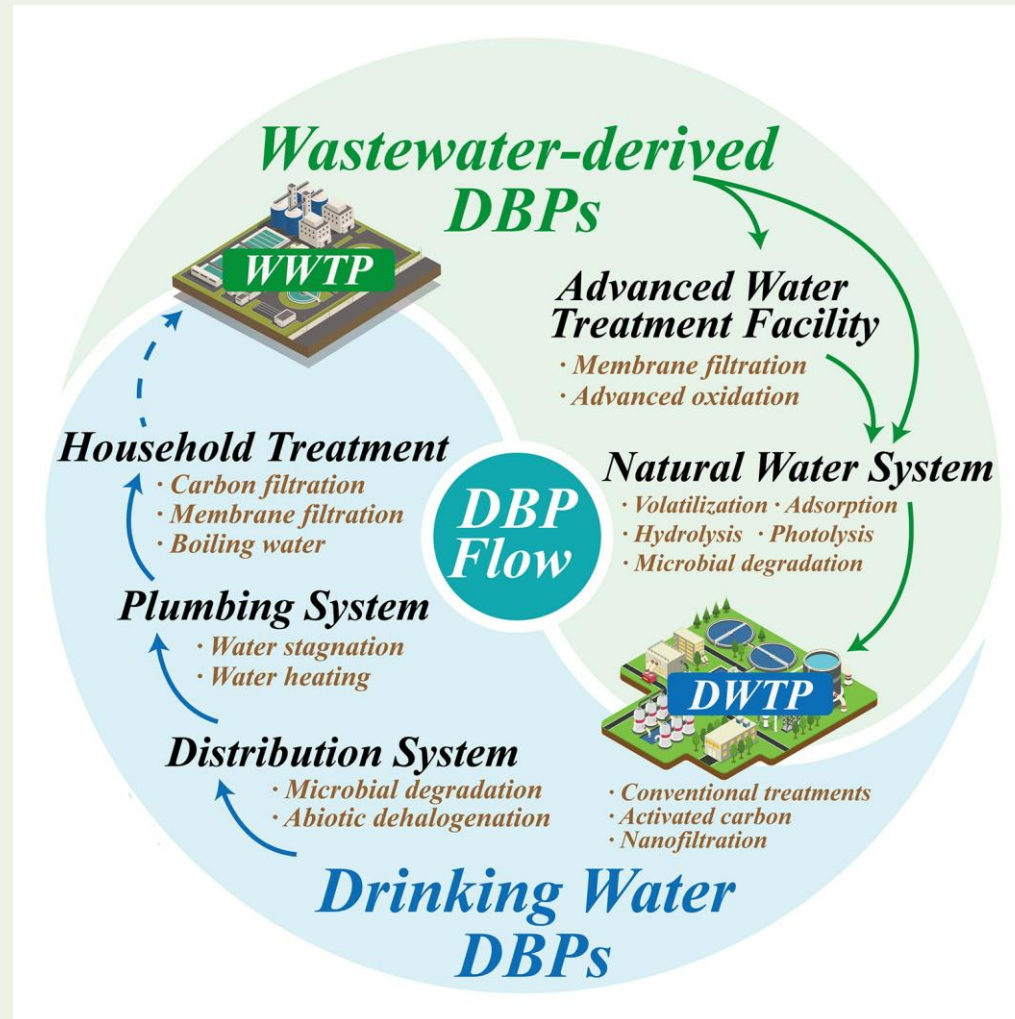 Wastewater-derived
DBPs
WWTP
Advanced Water
Treatment Facility
· Membrane filtration
· Advanced oxidation
Natural Water System
· Volatilization · Adsorption
· Hydrolysis · Photolysis
· Microbial degradation
DWTP
· Conventional treatments
· Activated carbon
· Nanofiltration
DBP
Flow
Household Treatment
· Carbon filtration
· Membrane filtration
· Boiling water
Plumbing System
· Water stagnation
· Water heating
Distribution System
· Microbial degradation
· Abiotic dehalogenation
Drinking Water
DBPs